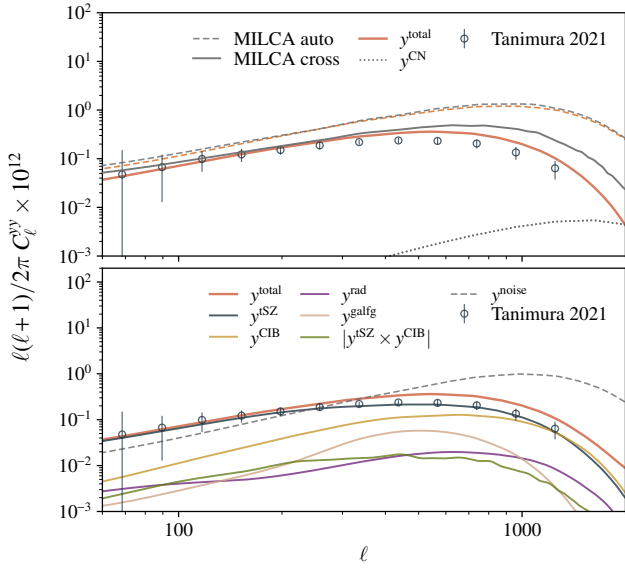 10²
MILCA auto
y^total
Tanimura 2021
MILCA cross
y^CN
10¹
10⁰
10⁻¹
10⁻²
10⁻³
ℓ(ℓ+1)/2π C_ℓ^yy × 10¹²
y^total
y^rad
y^noise
y^tSZ
y^galfg
Tanimura 2021
y^CIB
|y^tSZ × y^CIB|
10²
10¹
10⁰
10⁻¹
10⁻²
10⁻³
100
1000
ℓ